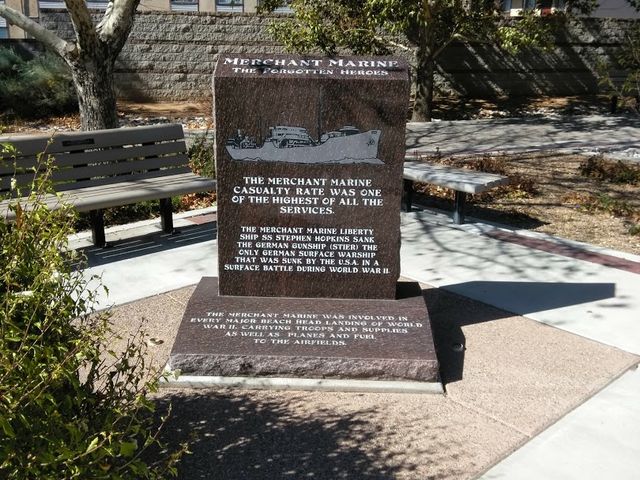 MERCHANT MARINE
THE FORGOTTEN HEROES
THE MERCHANT MARINE
CASUALTY RATE WAS ONE
OF THE HIGHEST OF ALL THE
SERVICES.
THE MERCHANT MARINE LIBERTY
SHIP SS STEPHEN HOPKINS SANK
THE GERMAN GUNSHIP (STIER) THE
ONLY GERMAN SURFACE WARSHIP
THAT WAS SUNK BY THE U.S.A. IN A
SURFACE BATTLE DURING WORLD WAR II.
THE MERCHANT MARINE WAS INVOLVED IN
EVERY MAJOR BEACH HEAD LANDING OF WORLD
WAR II. CARRYING TROOPS AND SUPPLIES
AS WELL AS PLANES AND FUEL
TO THE AIRFIELDS.